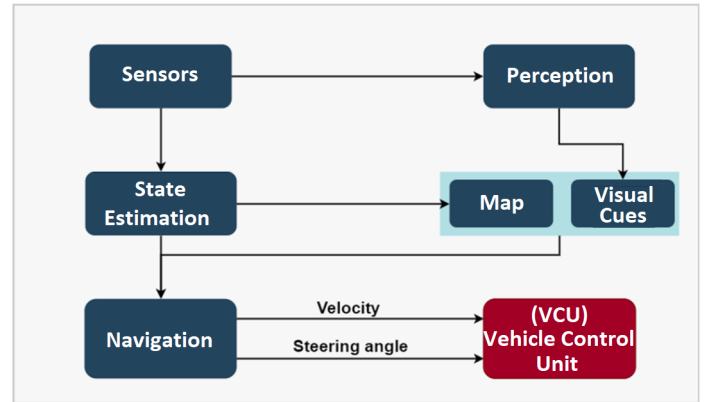 Sensors
Perception
State
Estimation
Map
Visual
Cues
Navigation
Velocity
Steering angle
(VCU)
Vehicle Control
Unit